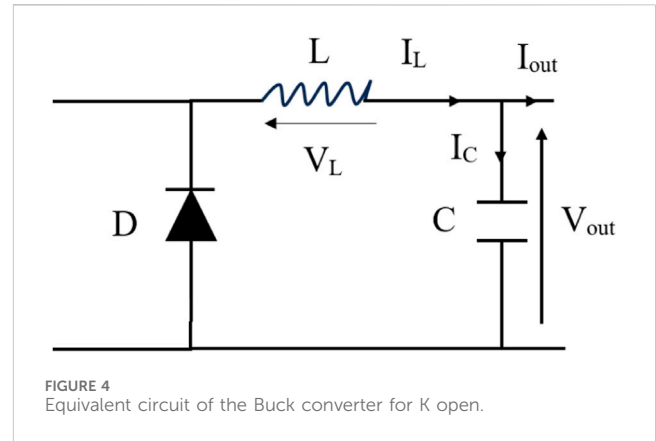 L
I_L
I_out
V_L
I_C
D
C
V_out
FIGURE 4
Equivalent circuit of the Buck converter for K open.